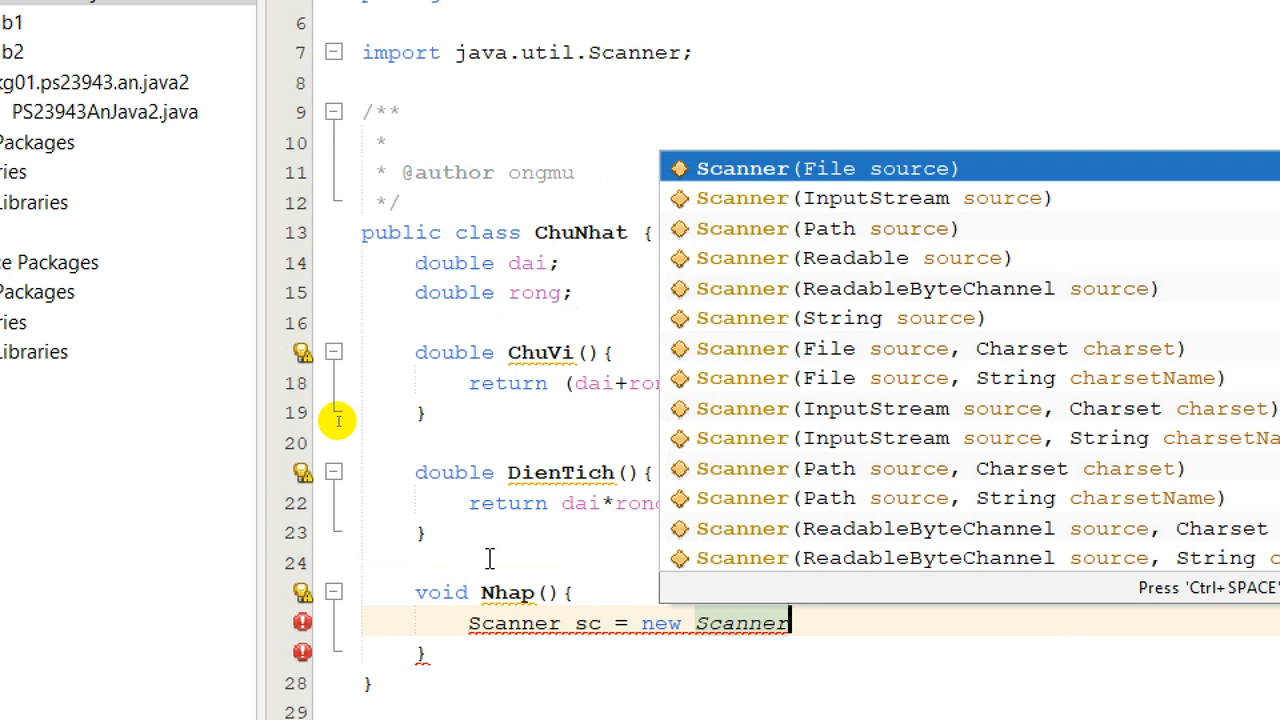 b1
b2
kg01.ps23943.an.java2
PS23943AnJava2.java
Packages
ries
Libraries
ce Packages
Packages
ries
Libraries
6
7 import java.util.Scanner;
8
9 /**
10 *
11 * @author ongmu
12 */
13 public class ChuNhat {
14 double dai;
15 double rong;
16
double ChuVi(){
18 return (dai+ron
19 }
20
double DienTich(){
22 return dai*rong
23 }
24
void Nhap(){
Scanner sc = new Scanner
}
28 }
29
Scanner(File source)
Scanner(InputStream source)
Scanner(Path source)
Scanner(Readable source)
Scanner(ReadableByteChannel source)
Scanner(String source)
Scanner(File source, Charset charset)
Scanner(File source, String charsetName)
Scanner(InputStream source, Charset charset)
Scanner(InputStream source, String charsetNa
Scanner(Path source, Charset charset)
Scanner(Path source, String charsetName)
Scanner(ReadableByteChannel source, Charset
Scanner(ReadableByteChannel source, String c
Press 'Ctrl+SPACE'